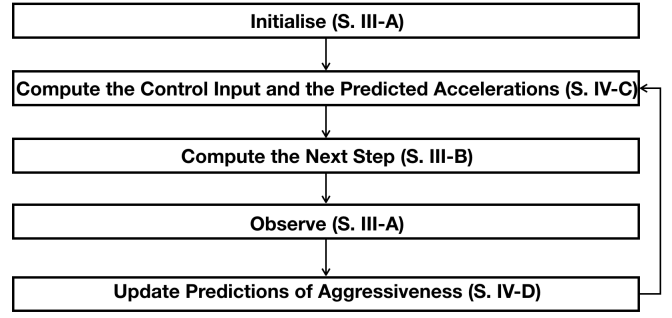 Initialise (S. III-A)
Compute the Control Input and the Predicted Accelerations (S. IV-C)
Compute the Next Step (S. III-B)
Observe (S. III-A)
Update Predictions of Aggressiveness (S. IV-D)